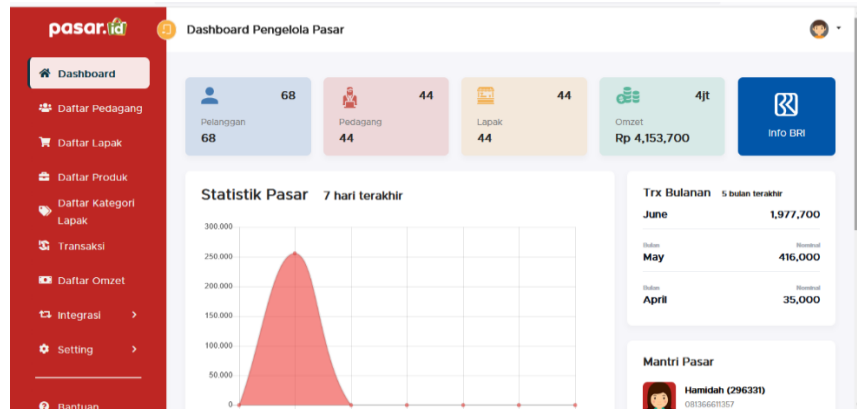 pasar.id
Dashboard Pengelola Pasar
Dashboard
Daftar Pedagang
Daftar Lapak
Daftar Produk
Daftar Kategori
Lapak
Transaksi
Daftar Omzet
Integrasi
Setting
Bantuan
68
Pelanggan
68
44
Pedagang
44
44
Lapak
44
4jt
Omzet
Rp 4,153,700
Info BRI
Statistik Pasar 7 hari terakhir
300.000
250.000
200.000
150.000
100.000
50.000
0
Trx Bulanan 5 bulan terakhir
June 1,977,700
Bulan Nominal
May 416,000
Bulan Nominal
April 35,000
Mantri Pasar
Hamidah (296331)
081366611357